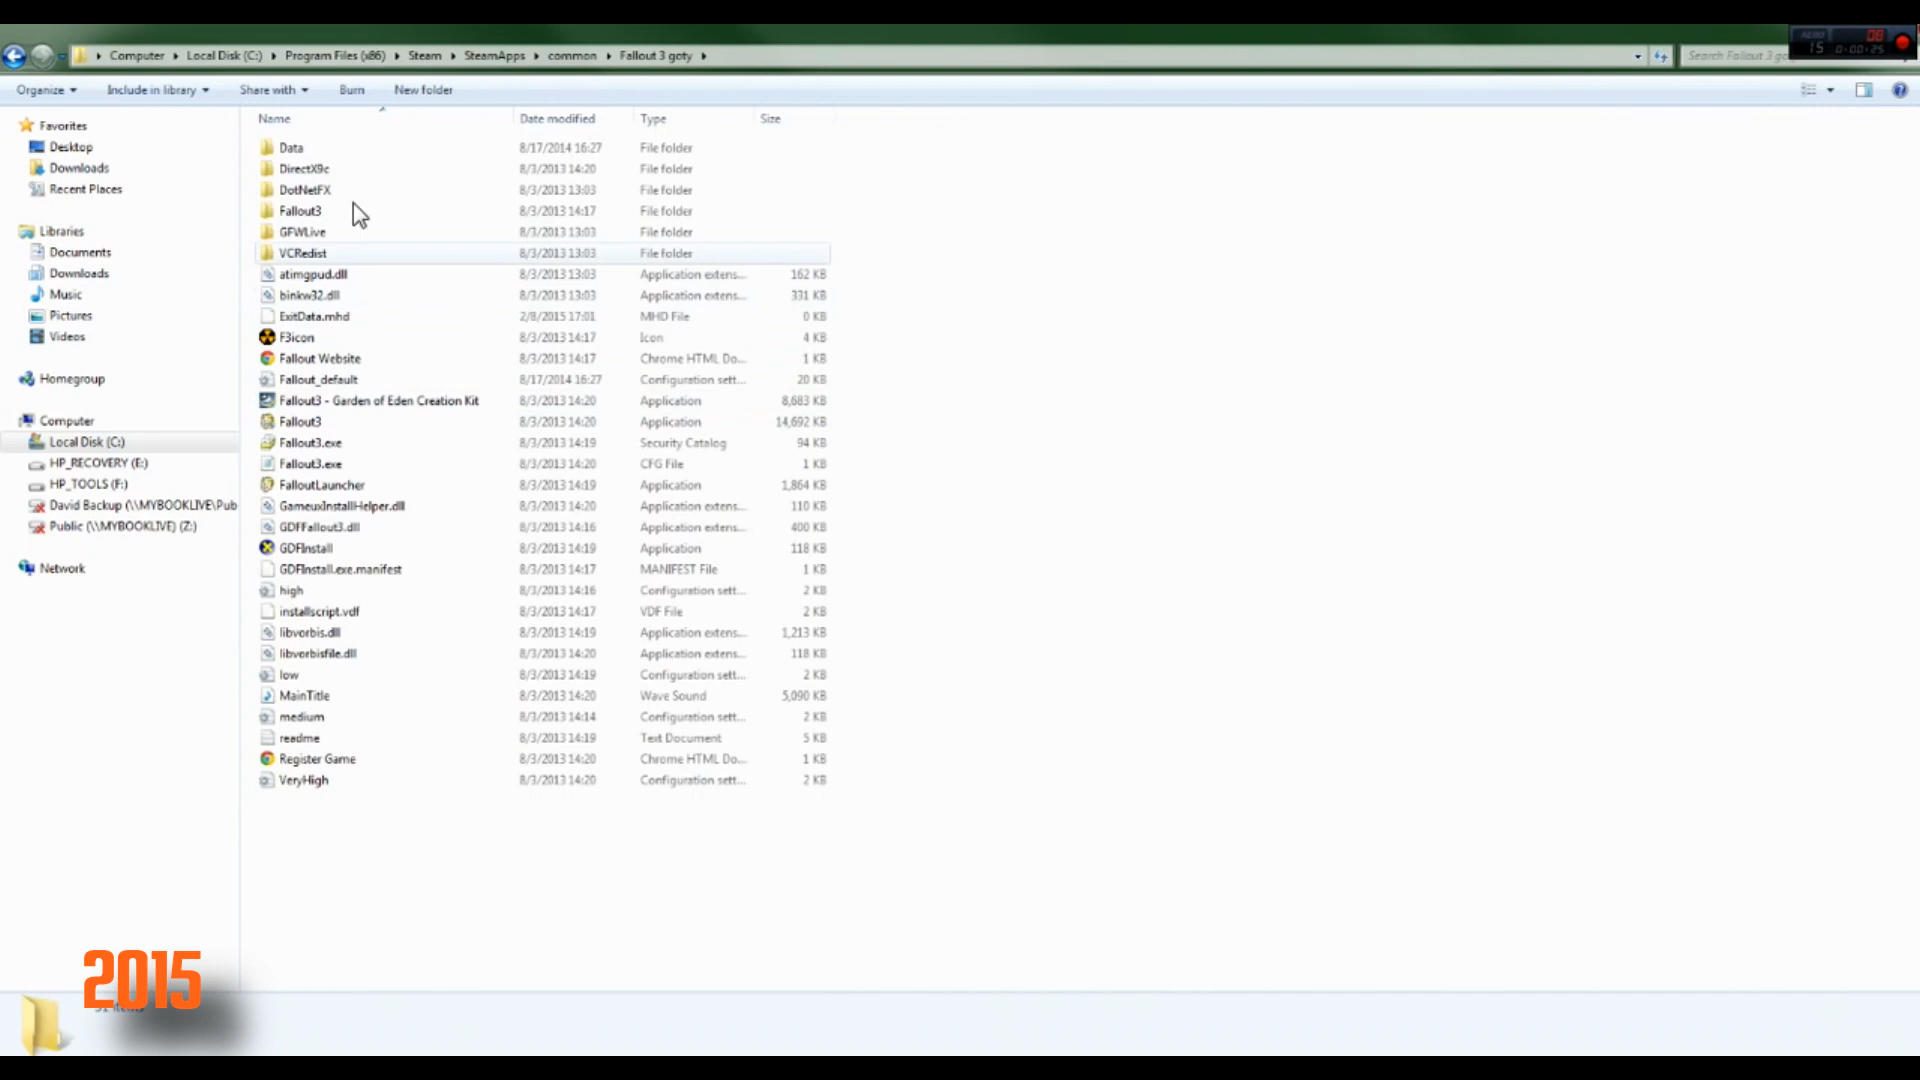 Computer Local Disk (C:) Program Files (x86) Steam SteamApps common Fallout 3 goty
Search Fallout 3 go
15 0:00:25
Organize Include in library Share with Burn New folder
Name Date modified Type Size
Favorites
Desktop
Downloads
Recent Places
Libraries
Documents
Downloads
Music
Pictures
Videos
Homegroup
Computer
Local Disk (C:)
HP_RECOVERY (E:)
HP_TOOLS (F:)
David Backup (\\MYBOOKLIVE\Pub
Public (\\MYBOOKLIVE) (Z:)
Network
Data 8/17/2014 16:27 File folder
DirectX9c 8/3/2013 14:20 File folder
DotNetFX 8/3/2013 13:03 File folder
Fallout3 8/3/2013 14:17 File folder
GFWLive 8/3/2013 13:03 File folder
VCRedist 8/3/2013 13:03 File folder
atimgpud.dll 8/3/2013 13:03 Application extens... 162 KB
binkw32.dll 8/3/2013 13:03 Application extens... 331 KB
ExitData.mhd 2/8/2015 17:01 MHD File 0 KB
F3icon 8/3/2013 14:17 Icon 4 KB
Fallout Website 8/3/2013 14:17 Chrome HTML Do... 1 KB
Fallout_default 8/17/2014 16:27 Configuration sett... 20 KB
Fallout3 - Garden of Eden Creation Kit 8/3/2013 14:20 Application 8,683 KB
Fallout3 8/3/2013 14:20 Application 14,692 KB
Fallout3.exe 8/3/2013 14:19 Security Catalog 94 KB
Fallout3.exe 8/3/2013 14:20 CFG File 1 KB
FalloutLauncher 8/3/2013 14:19 Application 1,864 KB
GameuxInstallHelper.dll 8/3/2013 14:19 Application extens... 110 KB
GDFFallout3.dll 8/3/2013 14:16 Application extens... 400 KB
GDFInstall 8/3/2013 14:19 Application 118 KB
GDFInstall.exe.manifest 8/3/2013 14:17 MANIFEST File 1 KB
high 8/3/2013 14:16 Configuration sett... 2 KB
installscript.vdf 8/3/2013 14:17 VDF File 2 KB
libvorbis.dll 8/3/2013 14:19 Application extens... 1,213 KB
libvorbisfile.dll 8/3/2013 14:20 Application extens... 118 KB
low 8/3/2013 14:19 Configuration sett... 2 KB
MainTitle 8/3/2013 14:20 Wave Sound 5,090 KB
medium 8/3/2013 14:14 Configuration sett... 2 KB
readme 8/3/2013 14:19 Text Document 5 KB
Register Game 8/3/2013 14:20 Chrome HTML Do... 1 KB
VeryHigh 8/3/2013 14:20 Configuration sett... 2 KB
2015